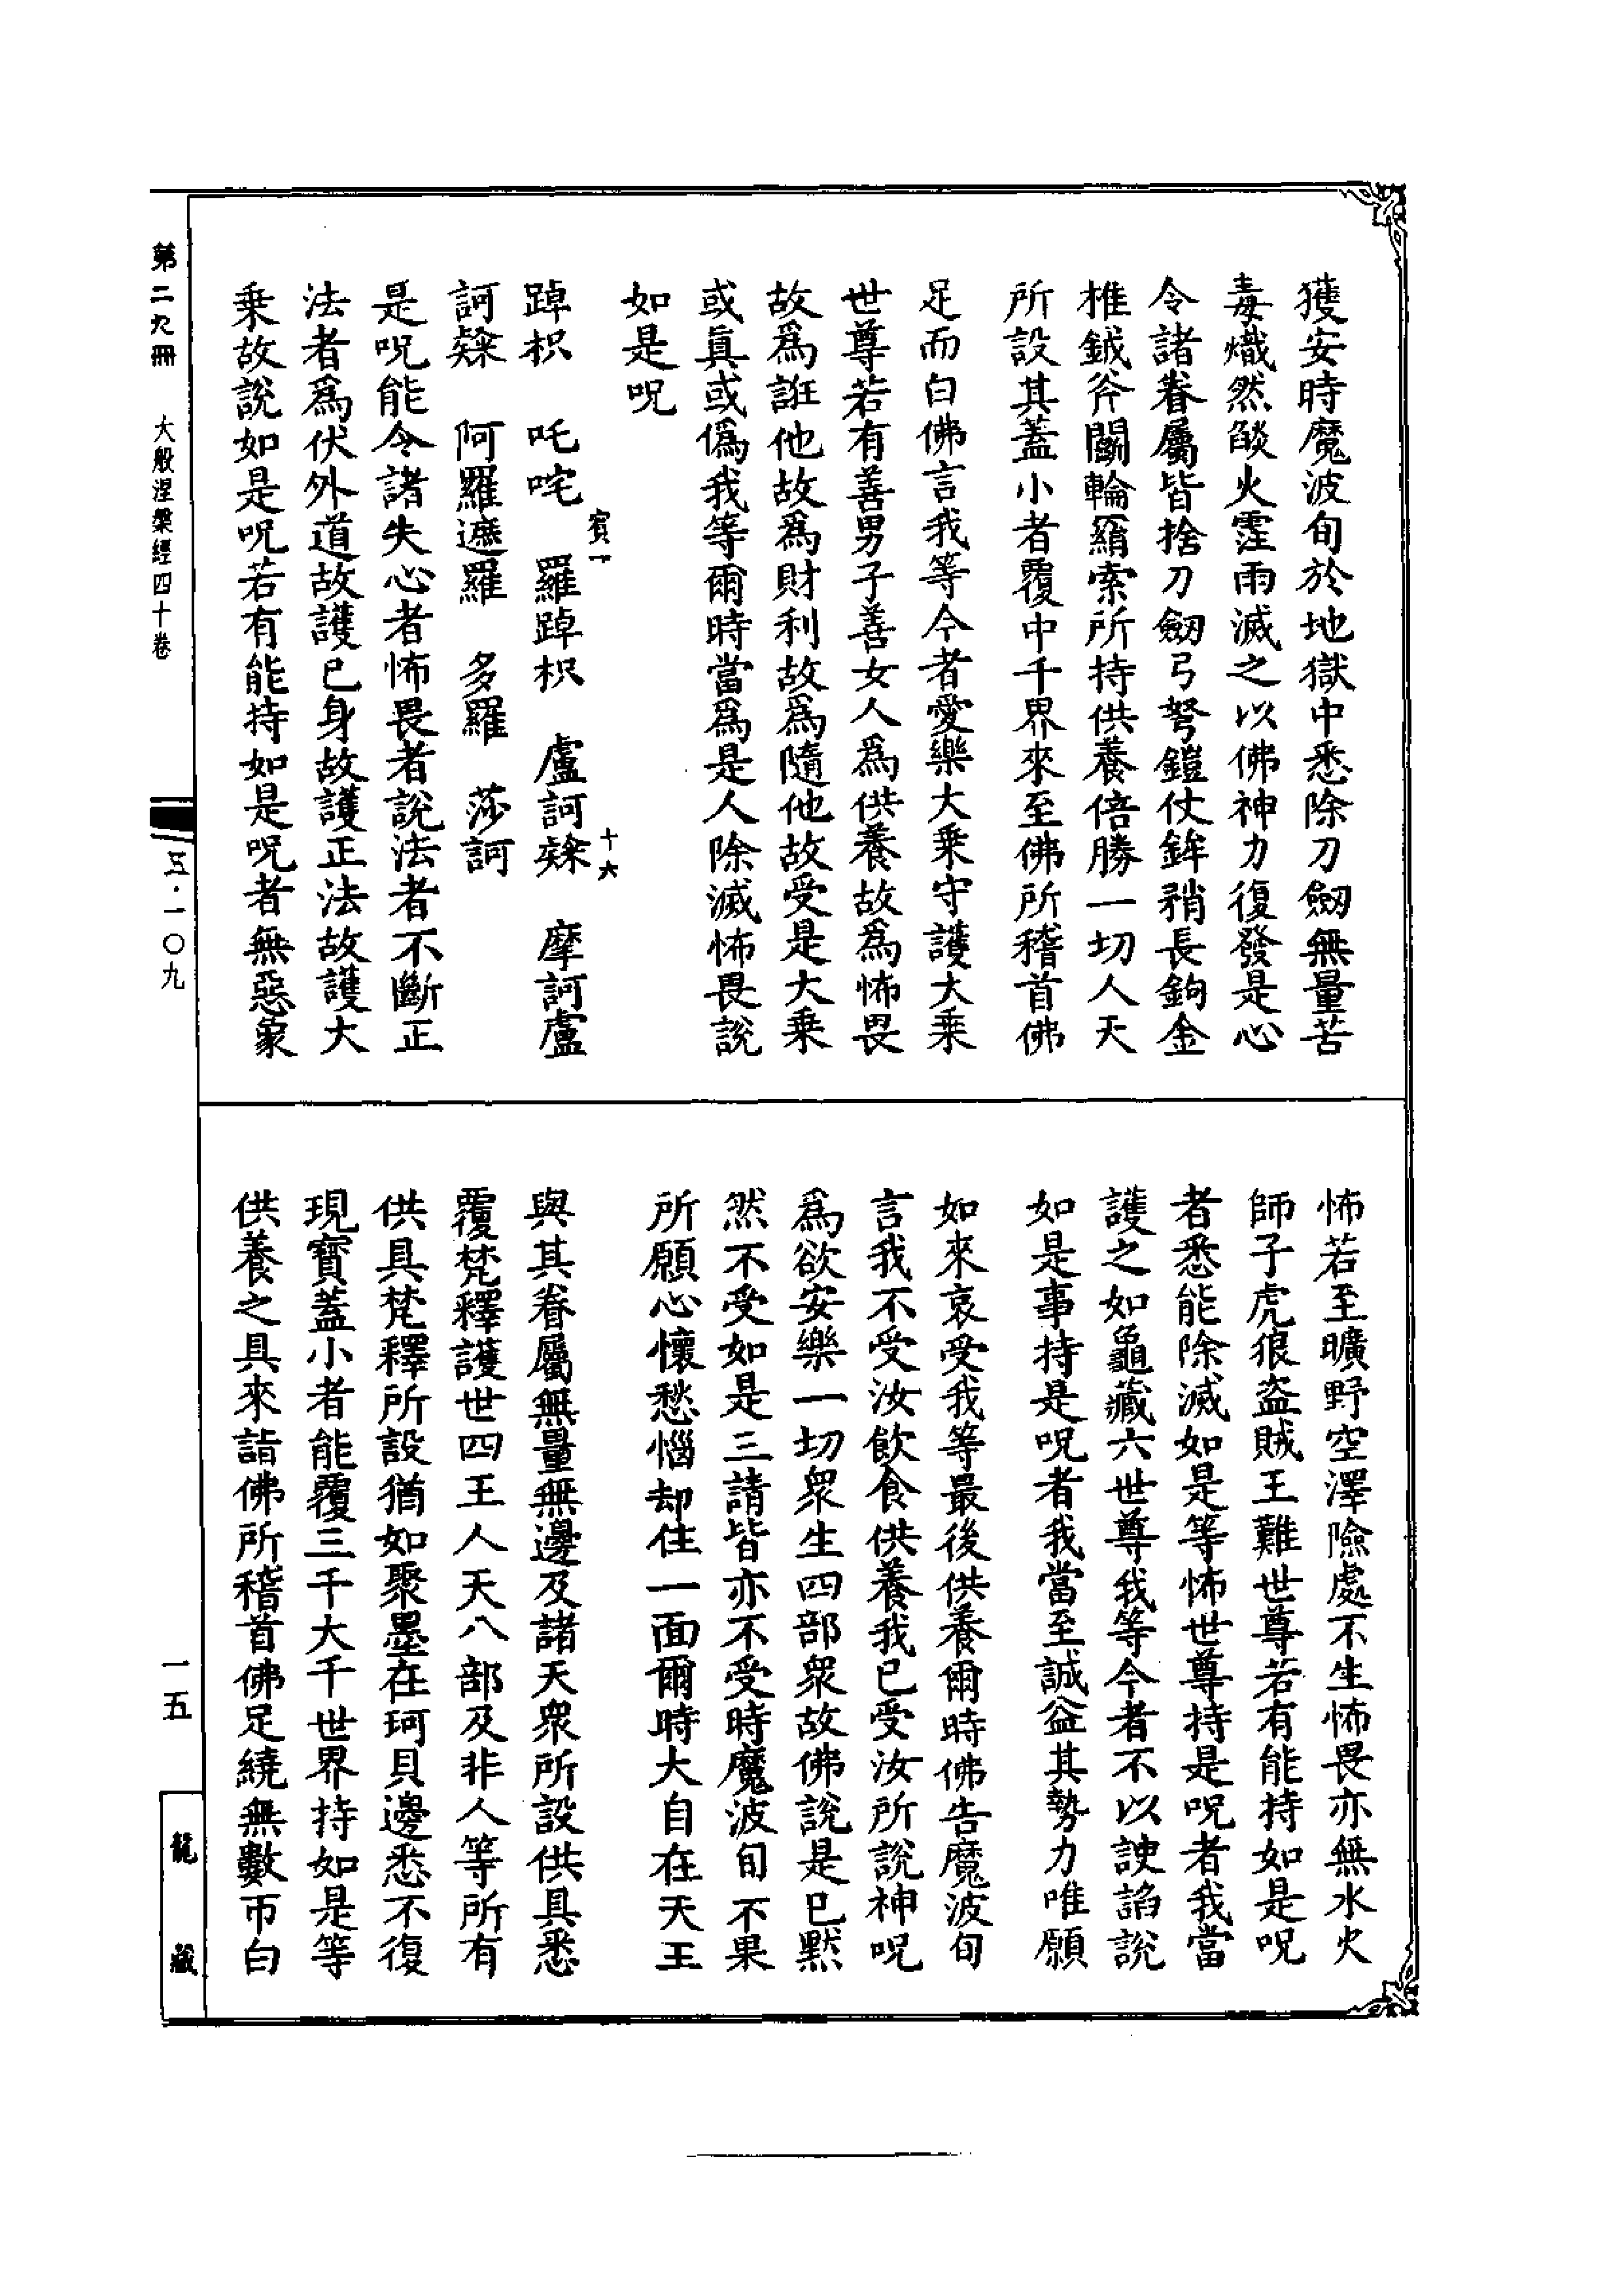 獲安時魔波旬於地獄中悉除刀劒無量苦
毒熾然燄火霔雨滅之以佛神力復發是心
令諸眷屬皆捨刀劒弓弩鎧仗鉾矟長鉤金
椎鉞斧鬭輪羂索所持供養倍勝一切人天
所設其蓋小者覆中千界來至佛所稽首佛
足而白佛言我等今者愛樂大乘守護大乘
世尊若有善男子善女人爲供養故爲怖畏
故爲誑他故爲財利故爲隨他故受是大乘
或眞或僞我等爾時當爲是人除滅怖畏說
如是呪
賓一 十六
踔枳 吒咤 羅踔枳 盧訶㰠 摩訶盧
訶㰠 阿羅遮羅 多羅 莎訶
是呪能令諸失心者怖畏者說法者不斷正
法者爲伏外道故護已身故護正法故護大
乘故說如是呪若有能持如是呪者無惡象
怖若至曠野空澤險處不生怖畏亦無水火
師子虎狼盜賊王難世尊若有能持如是呪
者悉能除滅如是等怖世尊持是呪者我當
護之如龜藏六世尊我等今者不以諛諂說
如是事持是呪者我當至誠益其勢力唯願
如來哀受我等最後供養爾時佛告魔波旬
言我不受汝飲食供養我已受汝所說神呪
爲欲安樂一切衆生四部衆故佛說是已默
然不受如是三請皆亦不受時魔波旬不果
所願心懷愁惱却住一面爾時大自在天王
與其眷屬無量無邊及諸天衆所設供具悉
覆梵釋護世四王人天八部及非人等所有
供具梵釋所設猶如聚墨在珂貝邊悉不復
現寳蓋小者能覆三千大千世界持如是等
供養之具來詣佛所稽首佛足繞無數帀白
第二九冊 大般涅槃經四十卷
五·一〇九
一五
龍藏